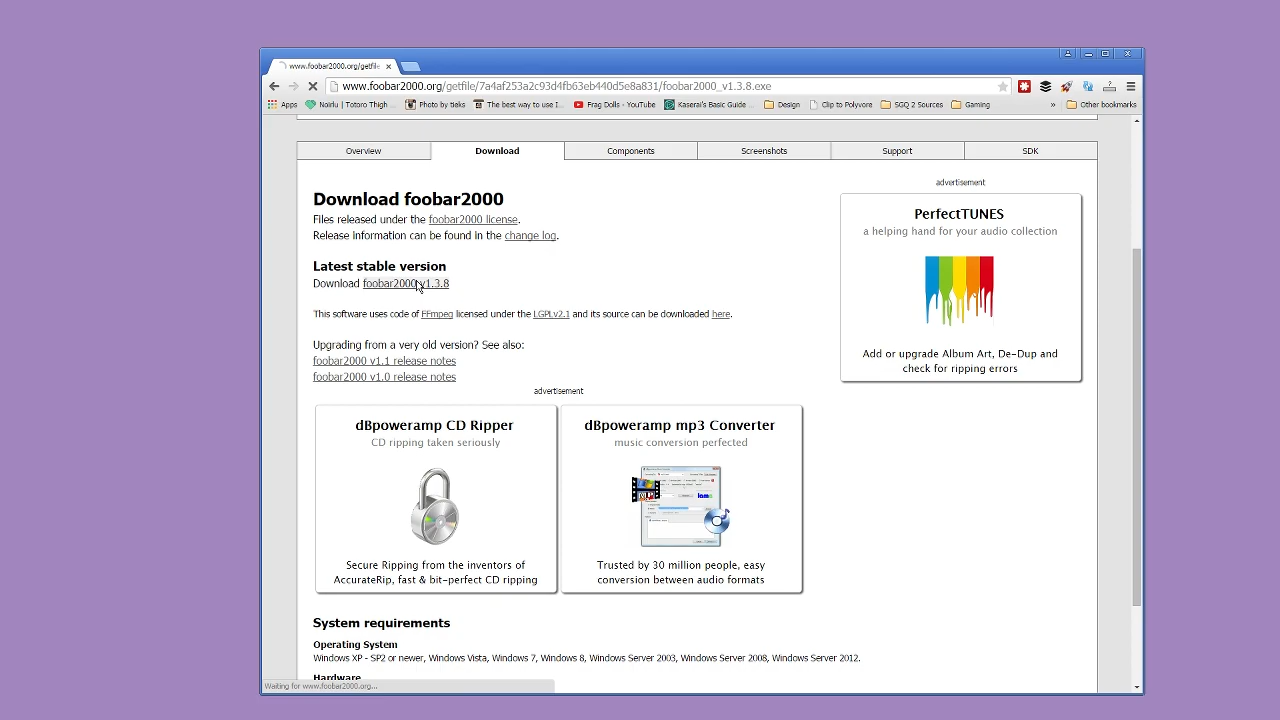 www.foobar2000.org/getfile
www.foobar2000.org/getfile/7a4af253a2c93d4fb63eb440d5e8a831/foobar2000_v1.3.8.exe
Apps Noirlu | Totoro Thigh ... Photo by tieks The best way to use I... Frag Dolls - YouTube Kaserai's Basic Guide ... Design Clip to Polyvore SGQ 2 Sources Gaming » Other bookmarks
Overview Download Components Screenshots Support SDK
Download foobar2000
Files released under the foobar2000 license.
Release information can be found in the change log.
Latest stable version
Download foobar2000 v1.3.8
This software uses code of FFmpeg licensed under the LGPLv2.1 and its source can be downloaded here.
Upgrading from a very old version? See also:
foobar2000 v1.1 release notes
foobar2000 v1.0 release notes
advertisement
PerfectTUNES
a helping hand for your audio collection
Add or upgrade Album Art, De-Dup and
check for ripping errors
advertisement
dBpoweramp CD Ripper
CD ripping taken seriously
Secure Ripping from the inventors of
AccurateRip, fast & bit-perfect CD ripping
dBpoweramp mp3 Converter
music conversion perfected
Trusted by 30 million people, easy
conversion between audio formats
System requirements
Operating System
Windows XP - SP2 or newer, Windows Vista, Windows 7, Windows 8, Windows Server 2003, Windows Server 2008, Windows Server 2012.
Hardware
Waiting for www.foobar2000.org...